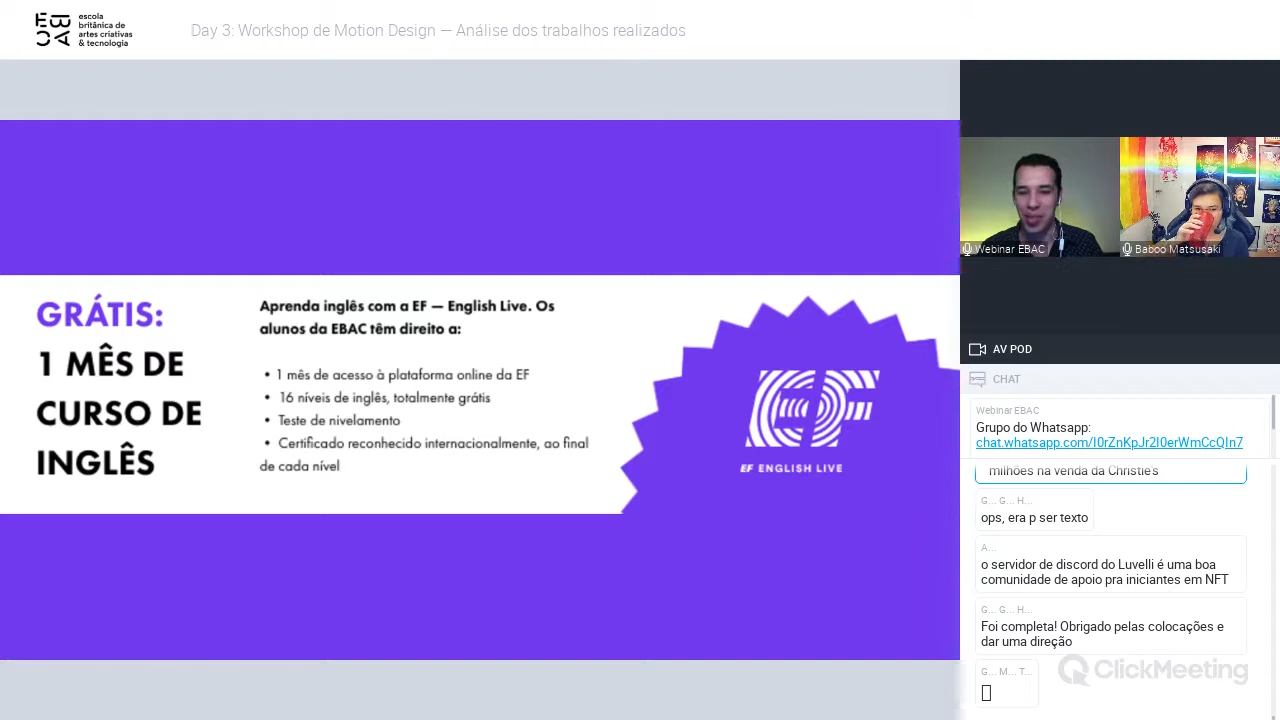 EBAC
escola
britânica de
artes criativas
& tecnologia
Day 3: Workshop de Motion Design — Análise dos trabalhos realizados
GRÁTIS:
1 MÊS DE
CURSO DE
INGLÊS
Aprenda inglês com a EF — English Live. Os
alunos da EBAC têm direito a:
• 1 mês de acesso à plataforma online da EF
• 16 níveis de inglês, totalmente grátis
• Teste de nivelamento
• Certificado reconhecido internacionalmente, ao final
de cada nível
EF
EF ENGLISH LIVE
Webinar EBAC
Baboo Matsusaki
AV POD
CHAT
Webinar EBAC
Grupo do Whatsapp:
chat.whatsapp.com/I0rZnKpJr2I0erWmCcQIn7
milhões na venda da Christie's
G... G... H...
ops, era p ser texto
A...
o servidor de discord do Luvelli é uma boa
comunidade de apoio pra iniciantes em NFT
G... G... H...
Foi completa! Obrigado pelas colocações e
dar uma direção
ClickMeeting
G... M... T...